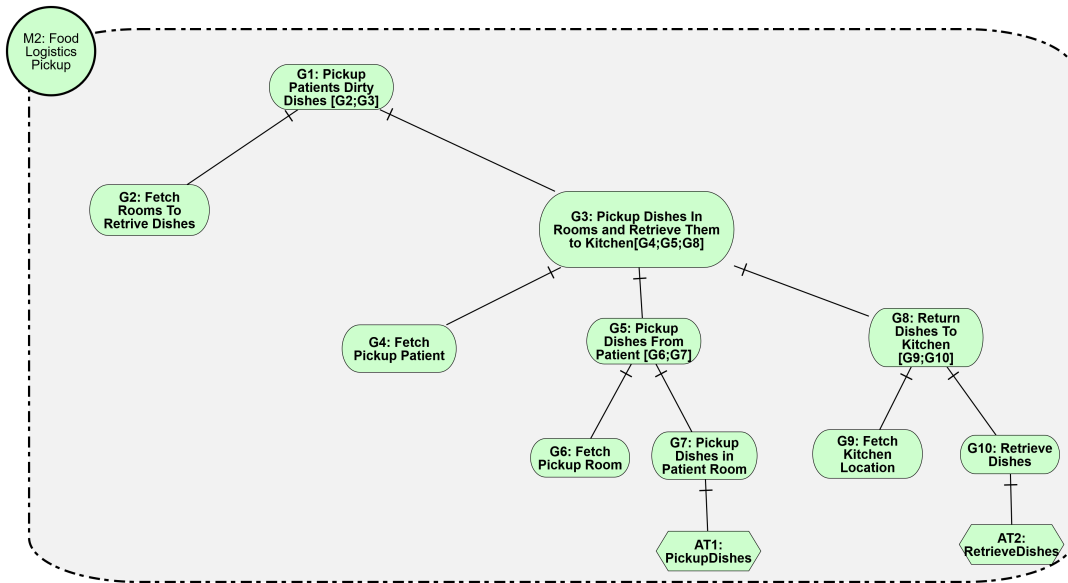 M2: Food
Logistics
Pickup
G1: Pickup
Patients Dirty
Dishes [G2;G3]
G2: Fetch
Rooms To
Retrive Dishes
G3: Pickup Dishes In
Rooms and Retrieve Them
to Kitchen[G4;G5;G8]
G4: Fetch
Pickup Patient
G5: Pickup
Dishes From
Patient [G6;G7]
G8: Return
Dishes To
Kitchen
[G9;G10]
G6: Fetch
Pickup Room
G7: Pickup
Dishes in
Patient Room
G9: Fetch
Kitchen
Location
G10: Retrieve
Dishes
AT1:
PickupDishes
AT2:
RetrieveDishes